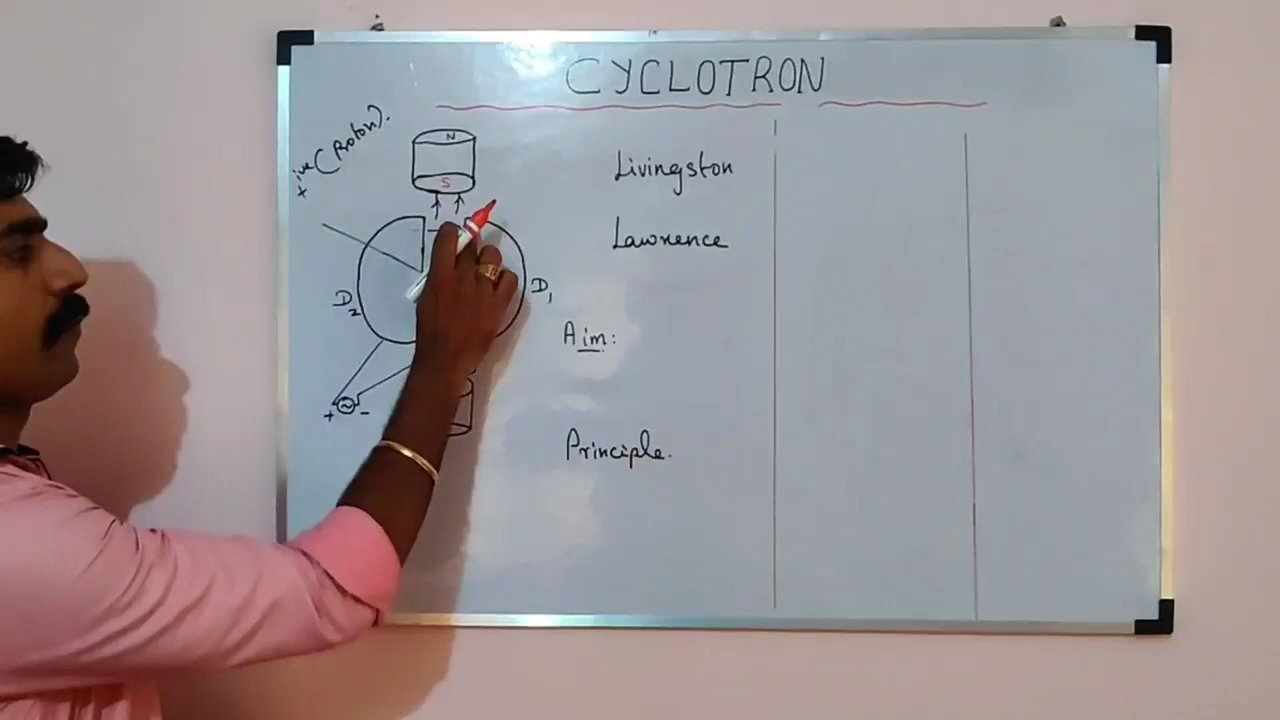 CYCLOTRON
+ive (Proton).
N
S
Livingston
Lawrence
D2
D1
Aim:
+ ~ -
Principle.